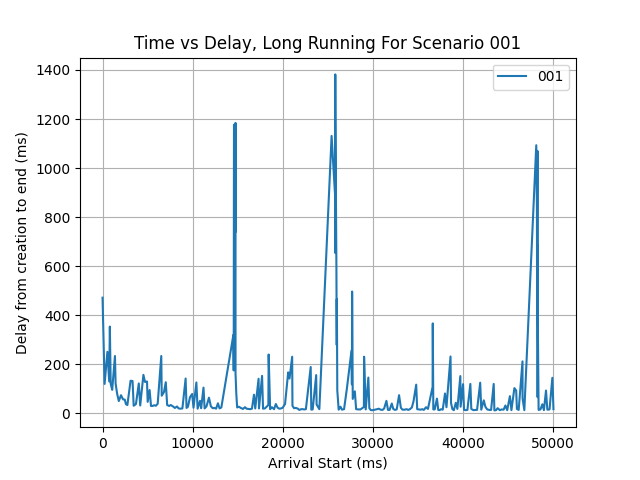 Time vs Delay, Long Running For Scenario 001
001
Delay from creation to end (ms)
1400
1200
1000
800
600
400
200
0
0 10000 20000 30000 40000 50000
Arrival Start (ms)